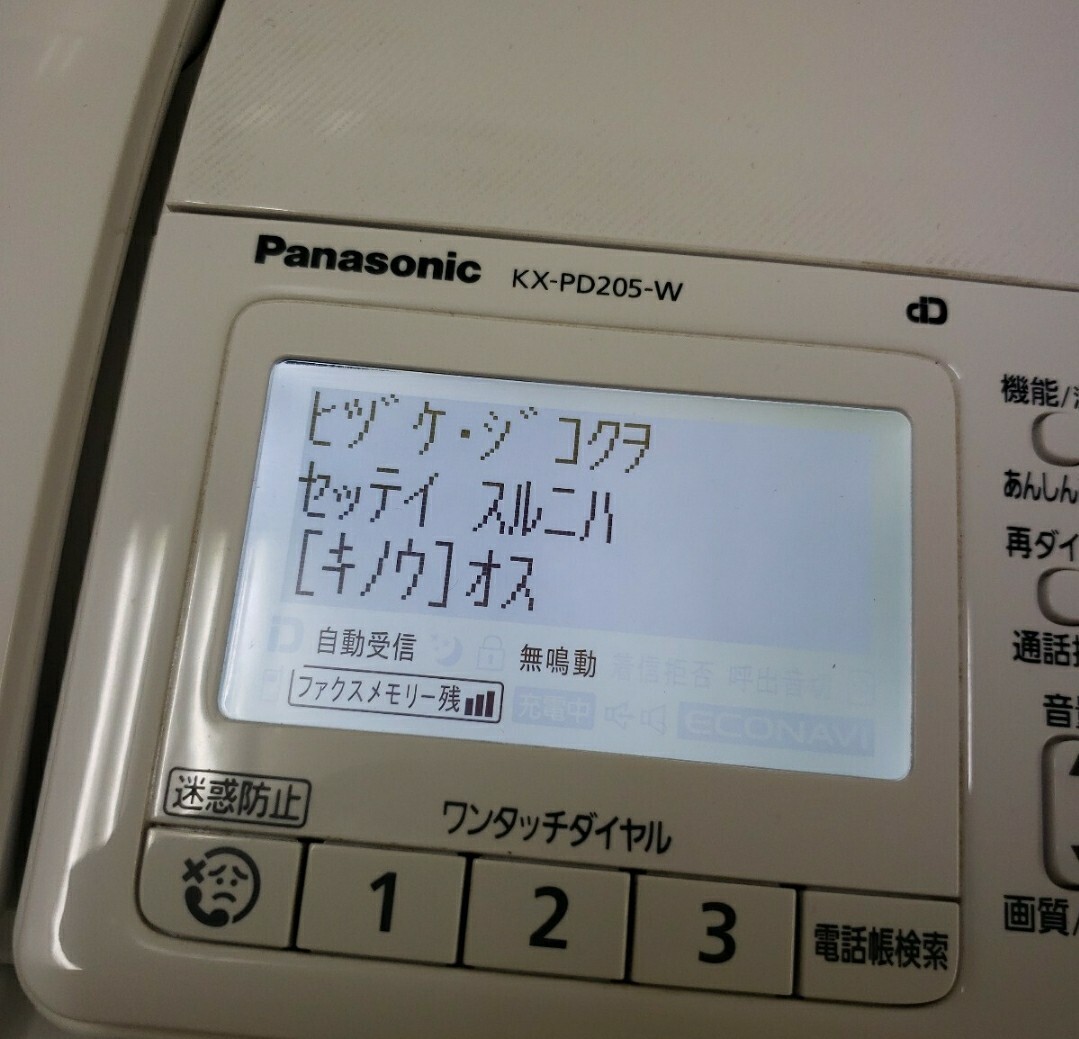 Panasonic KX-PD205-W
ヒヅケ・ジコクヲ
セッテイ スルニハ
[キノウ]オス
自動受信 無鳴動 着信拒否 呼出音
ファクスメモリー残 充電中 ECONAVI
迷惑防止
ワンタッチダイヤル
1 2 3 電話帳検索
機能/
あんしん
再ダイ
通話
音
画質/